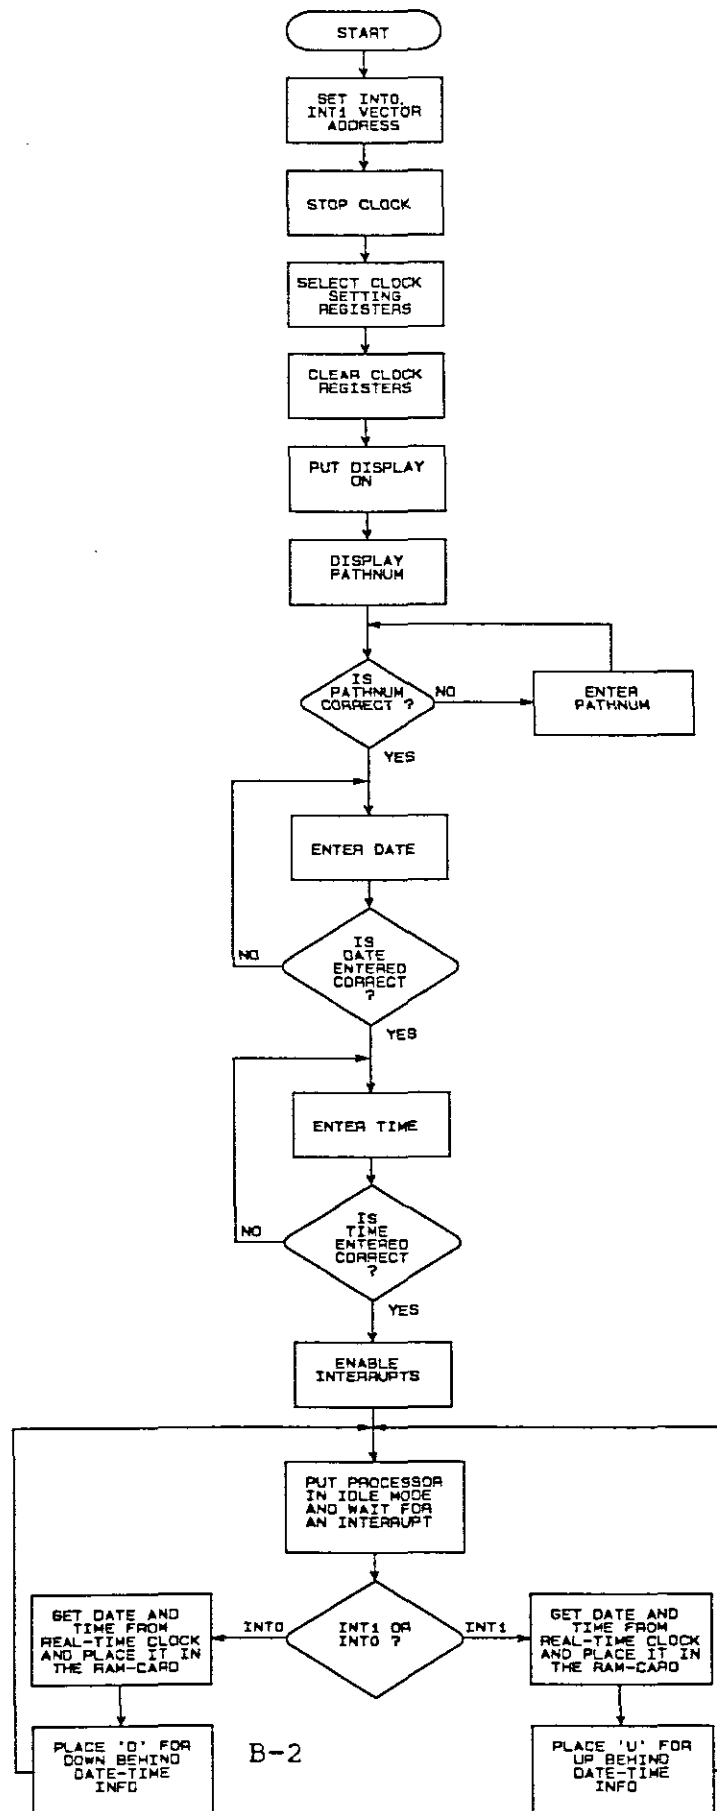 START
SET INT0,
INT1 VECTOR
ADDRESS
STOP CLOCK
SELECT CLOCK
SETTING
REGISTERS
CLEAR CLOCK
REGISTERS
PUT DISPLAY
ON
DISPLAY
PATHNUM
IS
PATHNUM
CORRECT ?
NO
ENTER
PATHNUM
YES
ENTER DATE
IS
DATE
ENTERED
CORRECT
?
NO
YES
ENTER TIME
IS
TIME
ENTERED
CORRECT
?
NO
YES
ENABLE
INTERRUPTS
PUT PROCESSOR
IN IDLE MODE
AND WAIT FOR
AN INTERRUPT
INT1 OR
INT0 ?
INT0
INT1
GET DATE AND
TIME FROM
REAL-TIME CLOCK
AND PLACE IT IN
THE RAM-CARD
GET DATE AND
TIME FROM
REAL-TIME CLOCK
AND PLACE IT IN
THE RAM-CARD
PLACE 'D' FOR
DOWN BEHIND
DATE-TIME
INFO
B-2
PLACE 'U' FOR
UP BEHIND
DATE-TIME
INFO